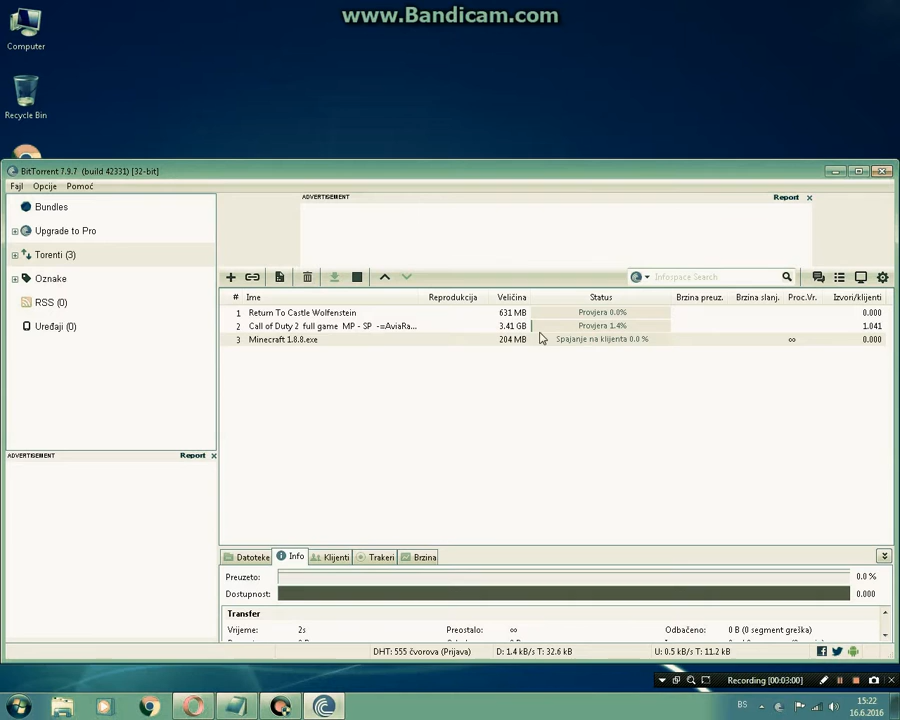 www.Bandicam.com
Computer
Recycle Bin
BitTorrent 7.9.7 (build 42331) [32-bit]
Fajl Opcije Pomoć
Bundles
Upgrade to Pro
Torenti (3)
Oznake
RSS (0)
Uređaji (0)
ADVERTISEMENT Report x
ADVERTISEMENT Report x
Infospace Search
# Ime Reprodukcija Veličina Status Brzina preuz. Brzina slanj. Proc.Vr. Izvori/klijenti
1 Return To Castle Wolfenstein 631 MB Provjera 0.0% 0.000
2 Call of Duty 2 full game MP - SP -=AviaRa... 3.41 GB Provjera 1.4% 1.041
3 Minecraft 1.8.8.exe 204 MB Spajanje na klijenta 0.0 % ∞ 0.000
Datoteke Info Klijenti Trakeri Brzina
Preuzeto: 0.0 %
Dostupnost: 0.000
Transfer
Vrijeme: 2s Preostalo: ∞ Odbačeno: 0 B (0 segment greška)
DHT: 555 čvorova (Prijava) D: 1.4 kB/s T: 32.6 kB U: 0.5 kB/s T: 11.2 kB
Recording [00:03:00]
BS 15:22
16.6.2016